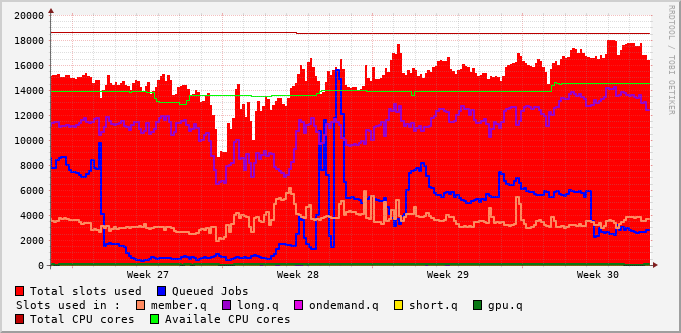 20000
18000
16000
14000
12000
10000
8000
6000
4000
2000
0
Week 27 Week 28 Week 29 Week 30
RRDTOOL / TOBI OETIKER
Total slots used Queued Jobs
Slots used in : member.q long.q ondemand.q short.q gpu.q
Total CPU cores Availale CPU cores